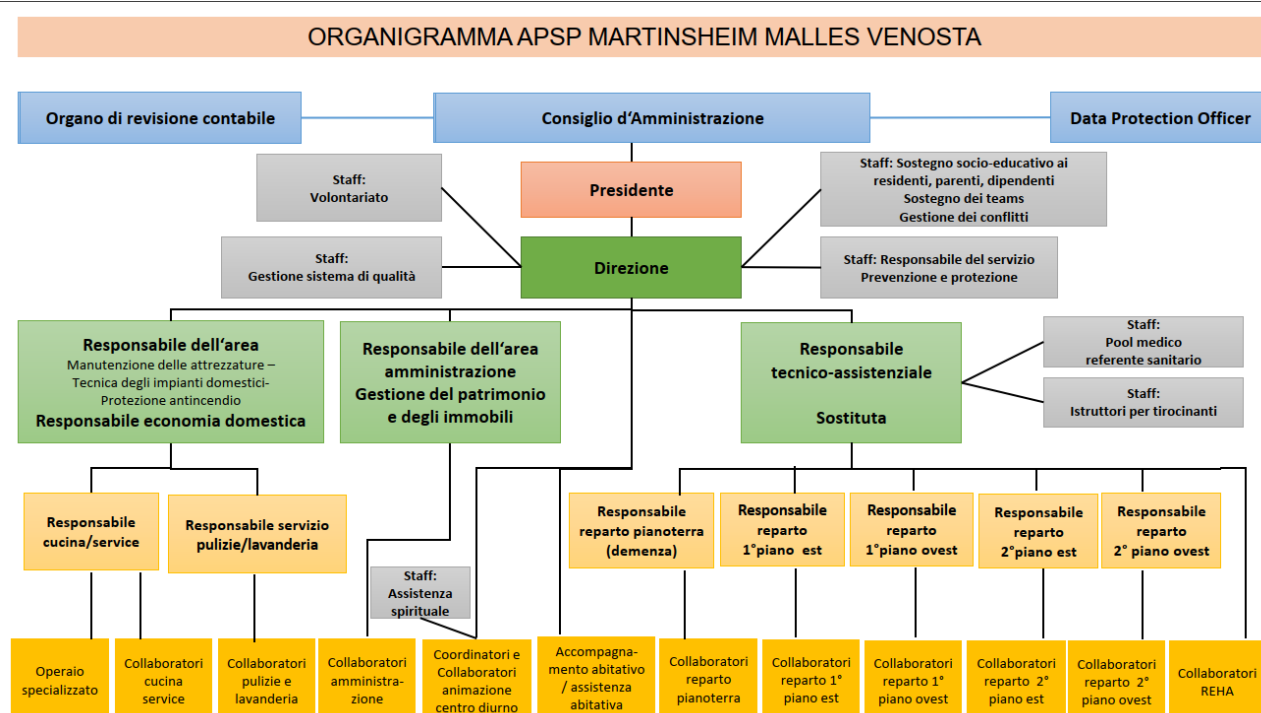 ORGANIGRAMMA APSP MARTINSHEIM MALLES VENOSTA
Organo di revisione contabile
Consiglio d‘Amministrazione
Data Protection Officer
Staff:
Volontariato
Presidente
Staff: Sostegno socio-educativo ai
residenti, parenti, dipendenti
Sostegno dei teams
Gestione dei conflitti
Staff:
Gestione sistema di qualità
Direzione
Staff: Responsabile del servizio
Prevenzione e protezione
Responsabile dell‘area
Manutenzione delle attrezzature –
Tecnica degli impianti domestici-
Protezione antincendio
Responsabile economia domestica
Responsabile dell‘area
amministrazione
Gestione del patrimonio
e degli immobili
Responsabile
tecnico-assistenziale
Sostituta
Staff:
Pool medico
referente sanitario
Staff:
Istruttori per tirocinanti
Responsabile
cucina/service
Responsabile servizio
pulizie/lavanderia
Responsabile
reparto pianoterra
(demenza)
Responsabile
reparto
1°piano est
Responsabile
reparto
1°piano ovest
Responsabile
reparto
2°piano est
Responsabile
reparto
2° piano ovest
Staff:
Assistenza
spirituale
Operaio
specializzato
Collaboratori
cucina
service
Collaboratori
pulizie e
lavanderia
Collaboratori
amministra-
zione
Coordinatori e
Collaboratori
animazione
centro diurno
Accompagna-
mento abitativo
/ assistenza
abitativa
Collaboratori
reparto
pianoterra
Collaboratori
reparto 1°
piano est
Collaboratori
reparto 1°
piano ovest
Collaboratori
reparto 2°
piano est
Collaboratori
reparto 2°
piano ovest
Collaboratori
REHA